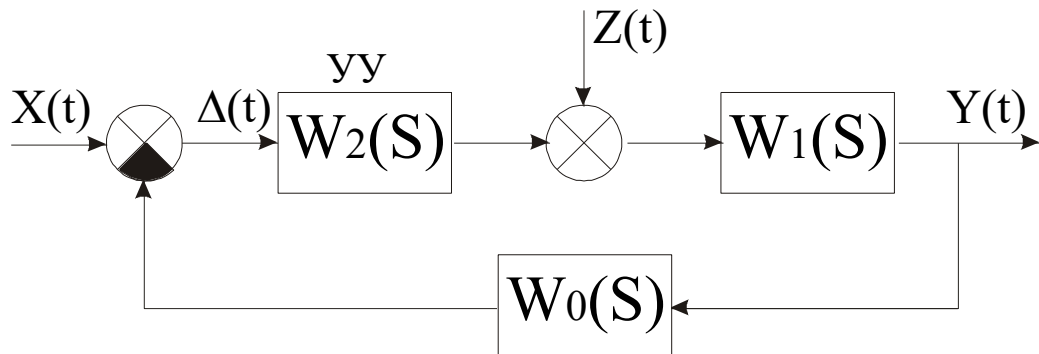 Z(t)
уу
X(t)
Δ(t)
W2(S)
W1(S)
Y(t)
W0(S)